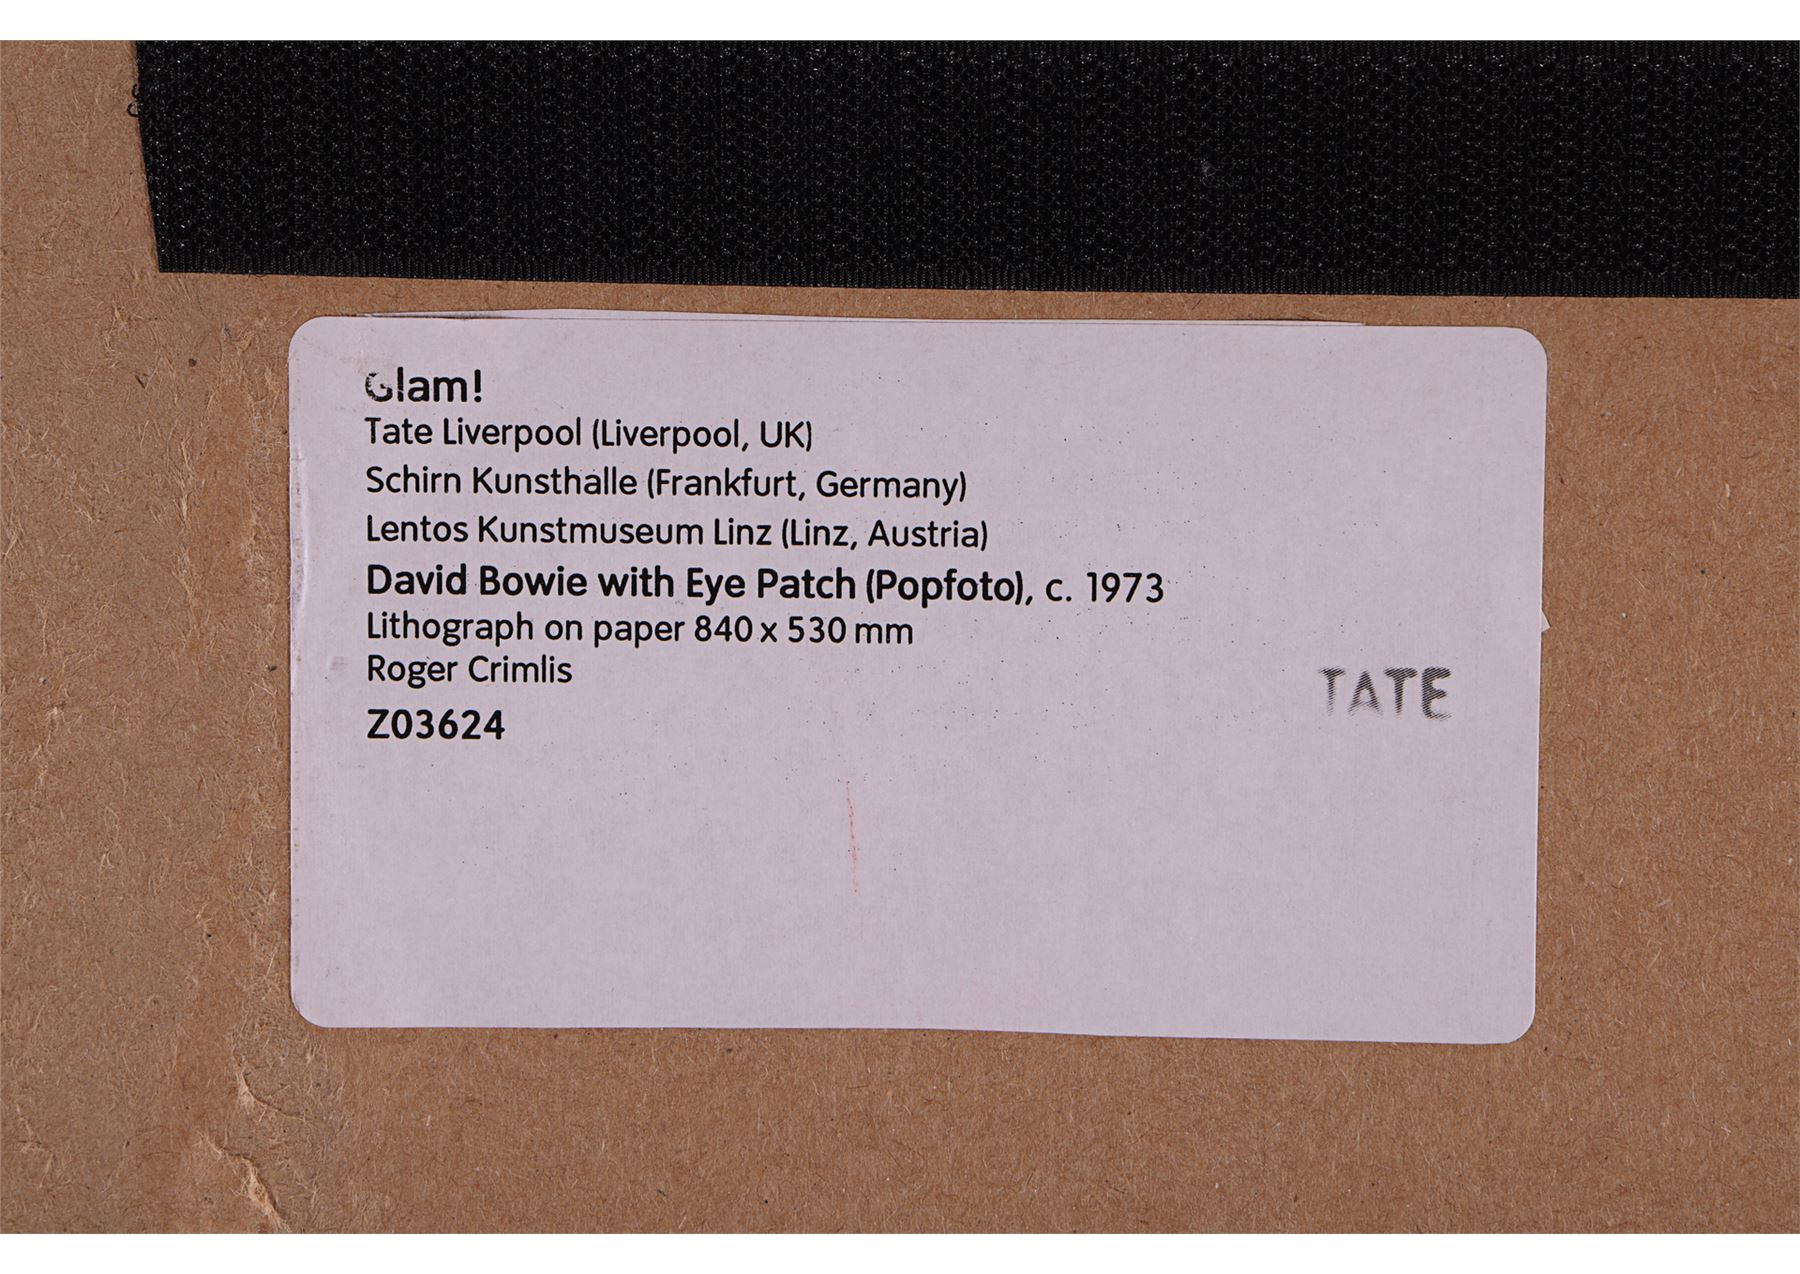 Glam!
Tate Liverpool (Liverpool, UK)
Schirn Kunsthalle (Frankfurt, Germany)
Lentos Kunstmuseum Linz (Linz, Austria)
David Bowie with Eye Patch (Popfoto), c. 1973
Lithograph on paper 840 x 530 mm
Roger Crimlis
Z03624
TATE